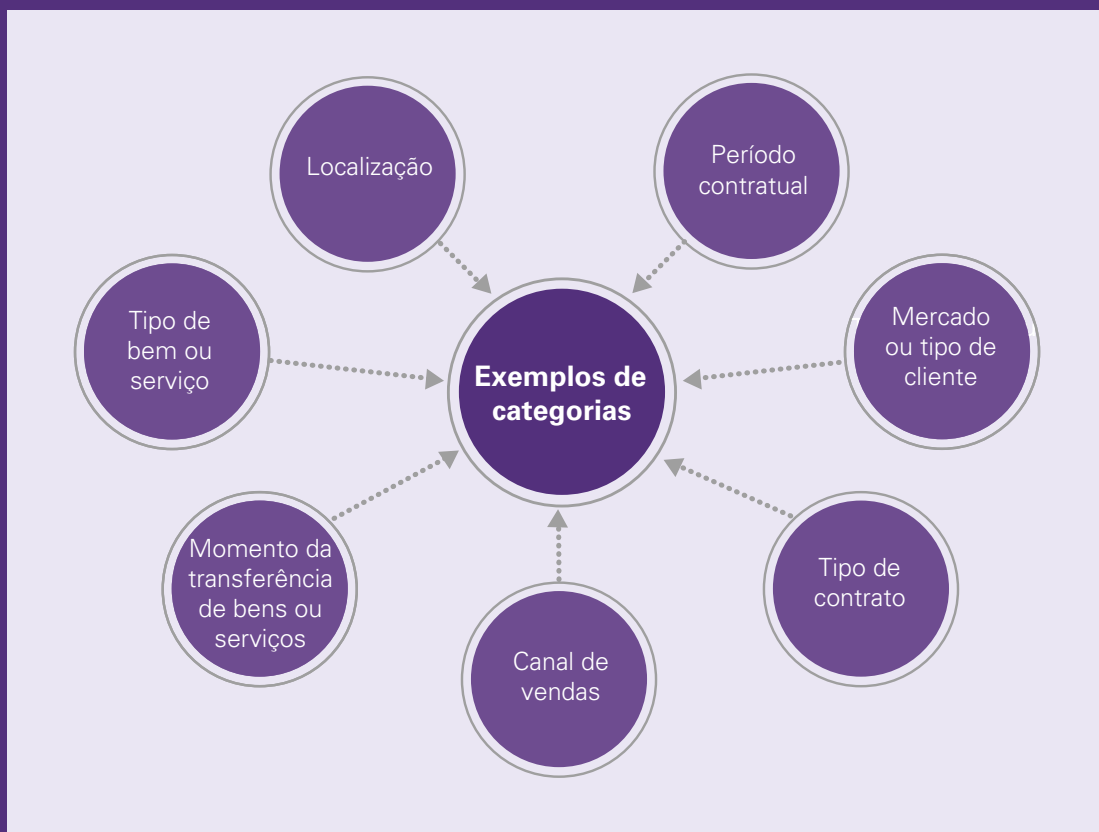 Localização
Período
contratual
Tipo de
bem ou
serviço
Exemplos de
categorias
Mercado
ou tipo de
cliente
Momento da
transferência
de bens ou
serviços
Canal de
vendas
Tipo de
contrato